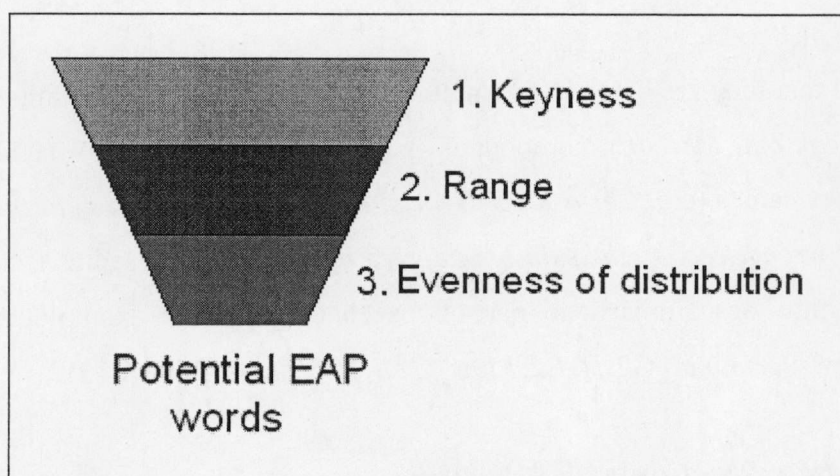 1. Keyness
2. Range
3. Evenness of distribution
Potential EAP
words